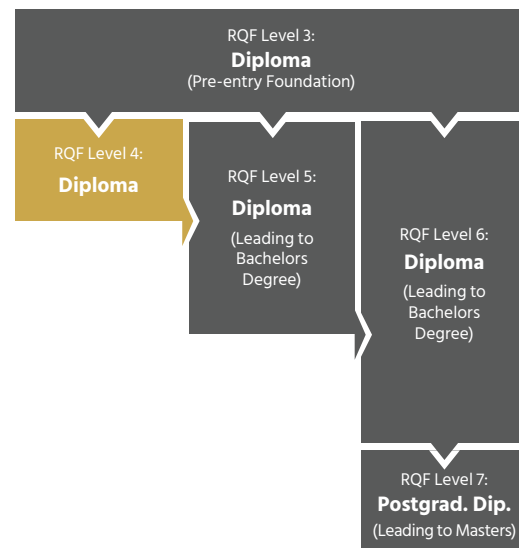 RQF Level 3:
Diploma
(Pre-entry Foundation)
RQF Level 4:
Diploma
RQF Level 5:
Diploma
(Leading to
Bachelors
Degree)
RQF Level 6:
Diploma
(Leading to
Bachelors
Degree)
RQF Level 7:
Postgrad. Dip.
(Leading to Masters)